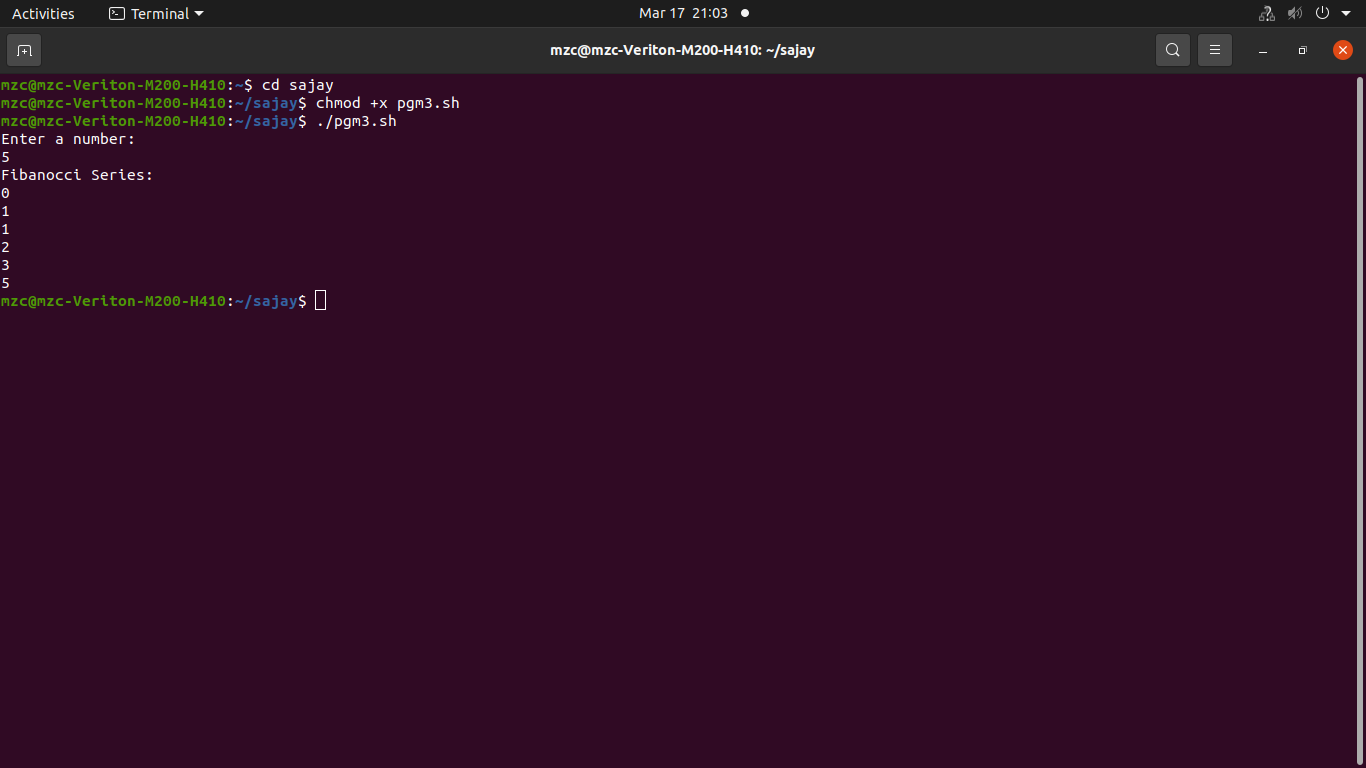 Activities Terminal Mar 17 21:03
mzc@mzc-Veriton-M200-H410: ~/sajay
mzc@mzc-Veriton-M200-H410:~$ cd sajay
mzc@mzc-Veriton-M200-H410:~/sajay$ chmod +x pgm3.sh
mzc@mzc-Veriton-M200-H410:~/sajay$ ./pgm3.sh
Enter a number:
5
Fibanocci Series:
0
1
1
2
3
5
mzc@mzc-Veriton-M200-H410:~/sajay$